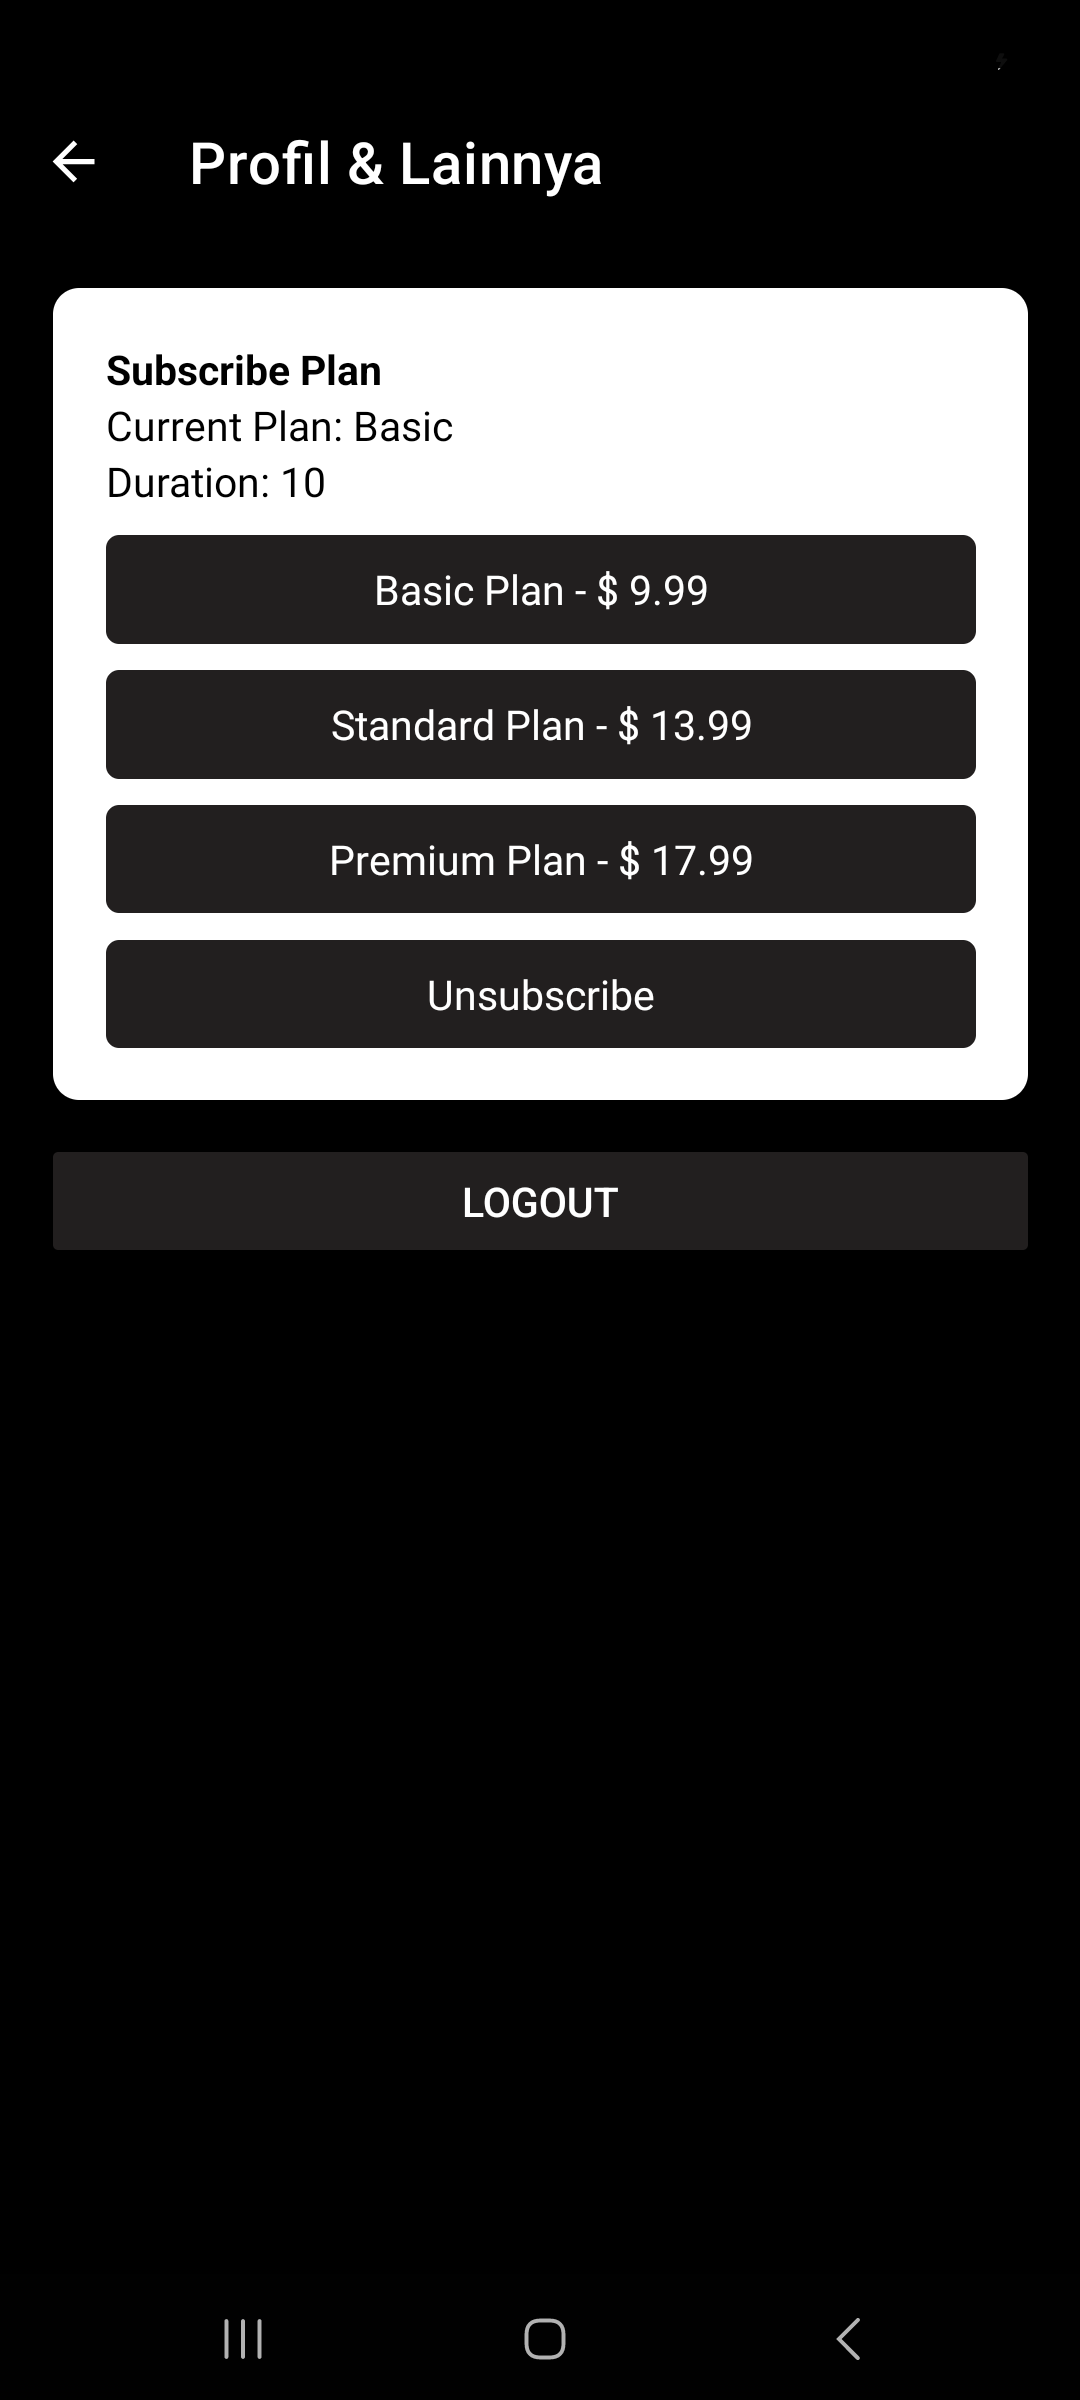 Profil & Lainnya
Subscribe Plan
Current Plan: Basic
Duration: 10
Basic Plan - $ 9.99
Standard Plan - $ 13.99
Premium Plan - $ 17.99
Unsubscribe
LOGOUT